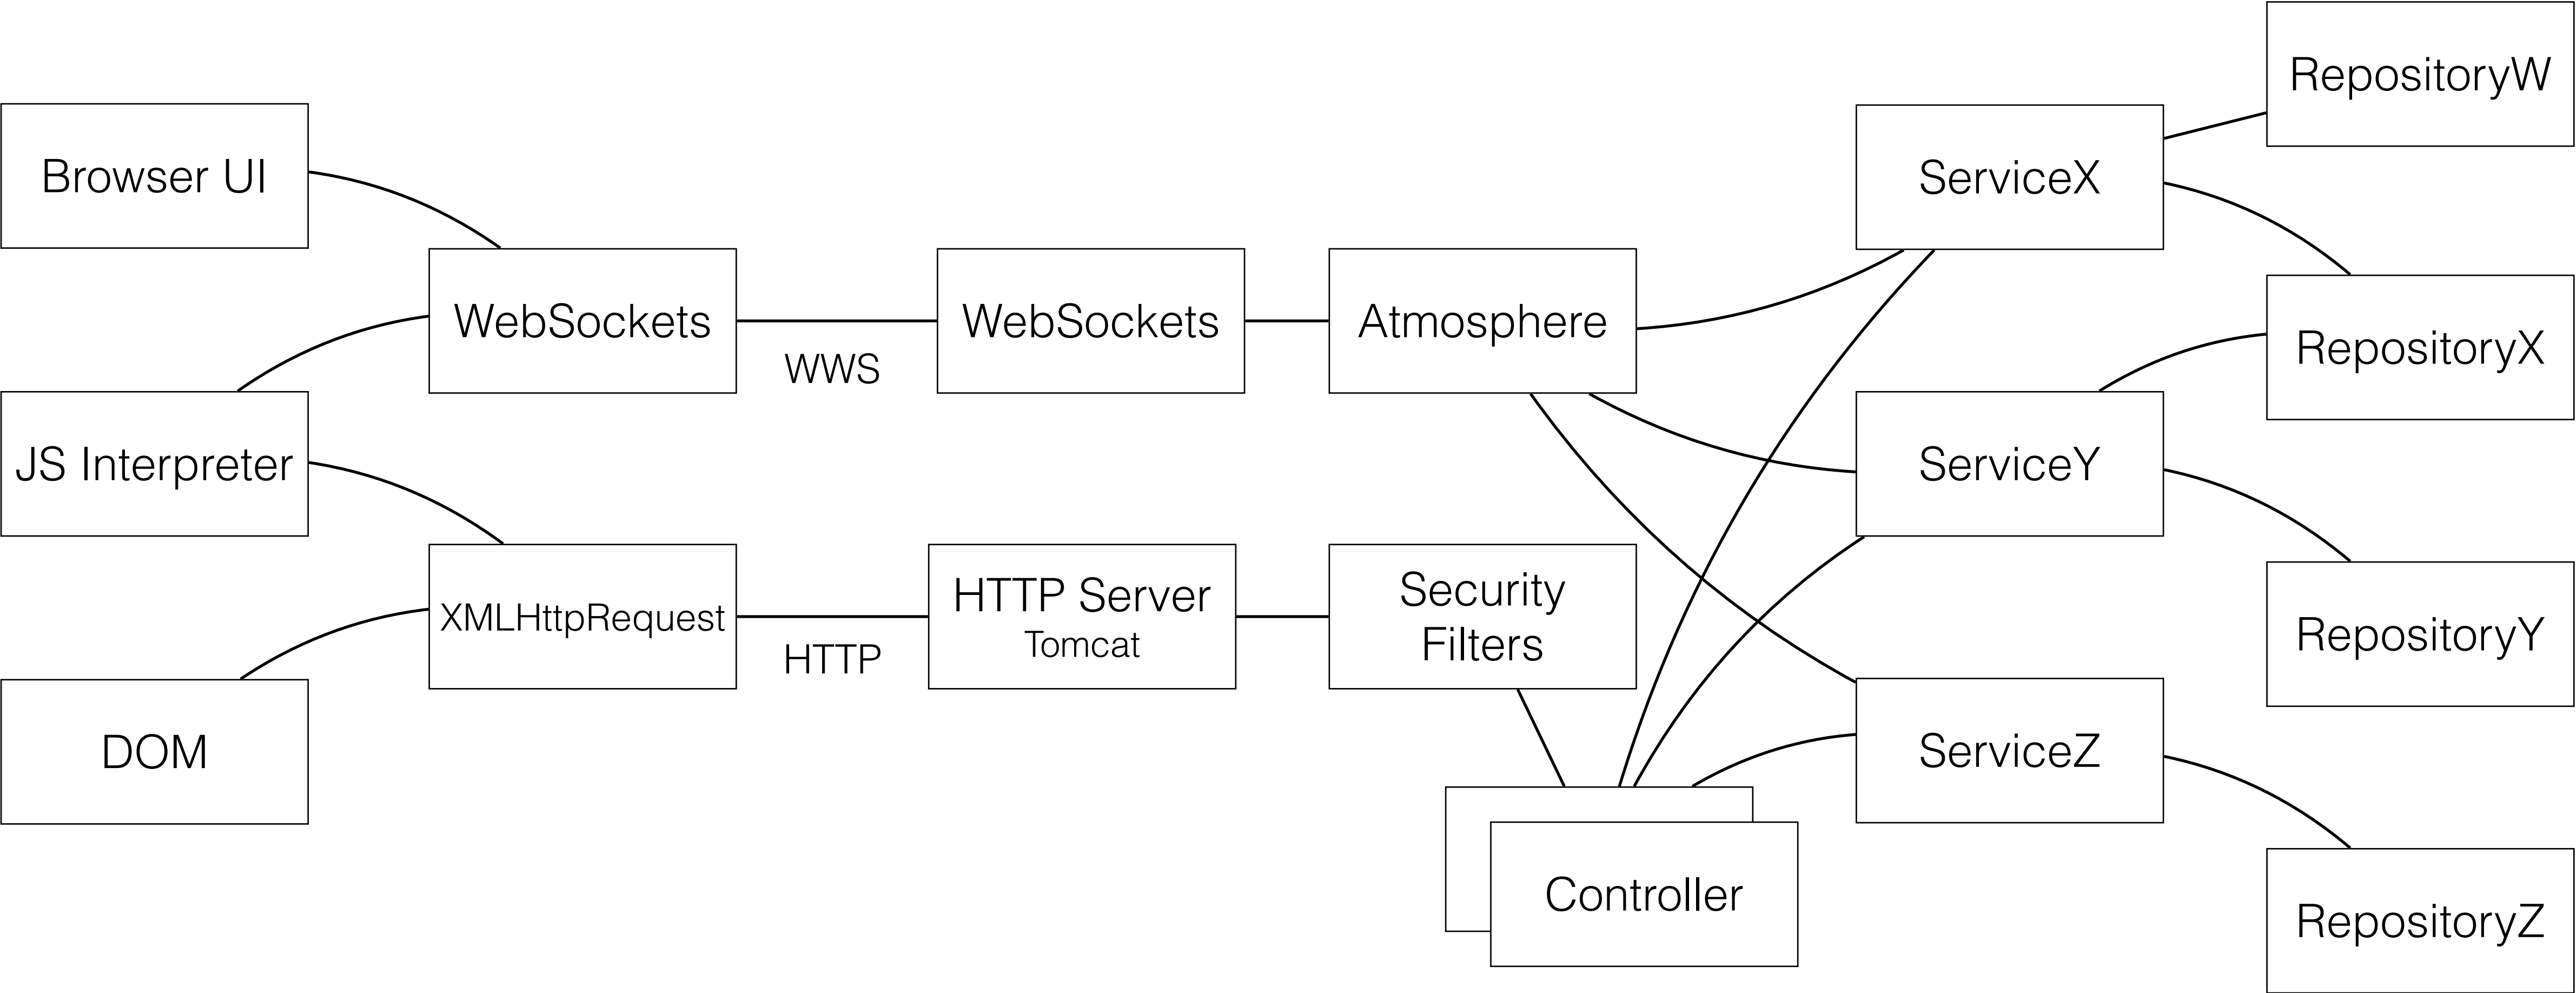 Browser UI
JS Interpreter
DOM
WebSockets
XMLHttpRequest
WWS
HTTP
WebSockets
HTTP Server
Tomcat
Atmosphere
Security
Filters
Controller
ServiceX
ServiceY
ServiceZ
RepositoryW
RepositoryX
RepositoryY
RepositoryZ